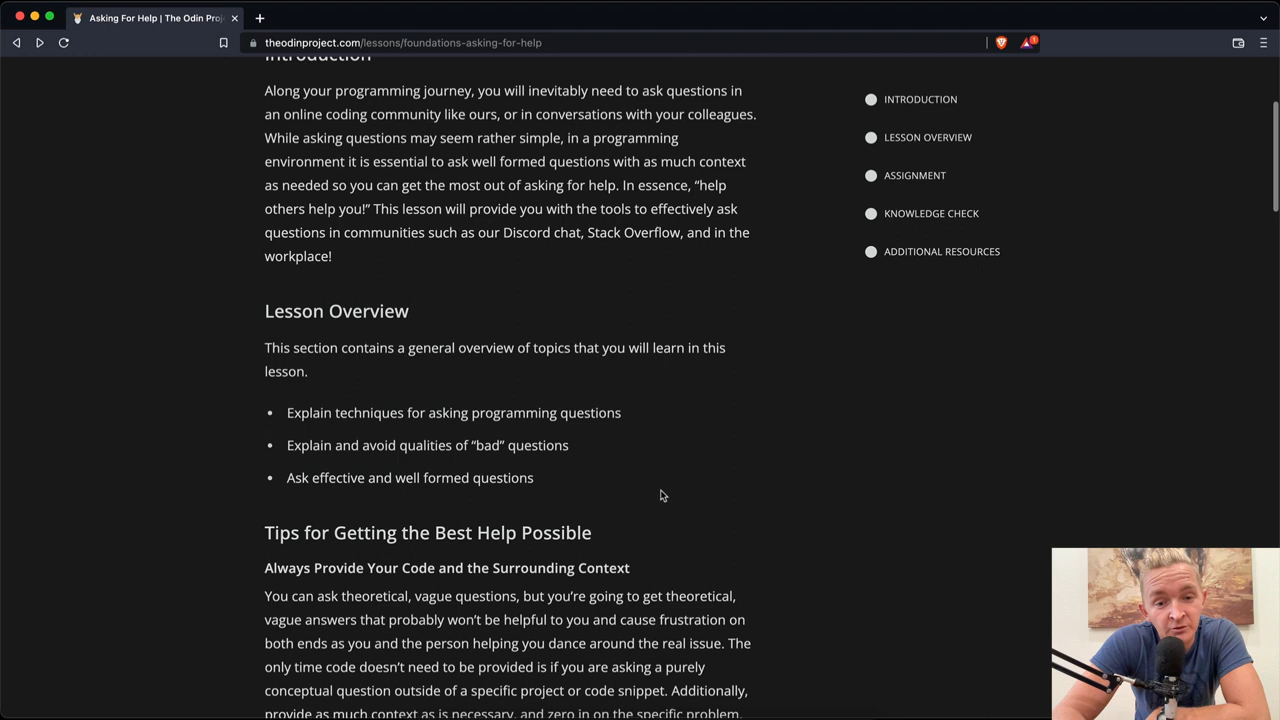 Asking For Help | The Odin Proj
theodinproject.com/lessons/foundations-asking-for-help
1
Introduction
Along your programming journey, you will inevitably need to ask questions in
an online coding community like ours, or in conversations with your colleagues.
While asking questions may seem rather simple, in a programming
environment it is essential to ask well formed questions with as much context
as needed so you can get the most out of asking for help. In essence, “help
others help you!” This lesson will provide you with the tools to effectively ask
questions in communities such as our Discord chat, Stack Overflow, and in the
workplace!
Lesson Overview
This section contains a general overview of topics that you will learn in this
lesson.
• Explain techniques for asking programming questions
• Explain and avoid qualities of “bad” questions
• Ask effective and well formed questions
Tips for Getting the Best Help Possible
Always Provide Your Code and the Surrounding Context
You can ask theoretical, vague questions, but you’re going to get theoretical,
vague answers that probably won’t be helpful to you and cause frustration on
both ends as you and the person helping you dance around the real issue. The
only time code doesn’t need to be provided is if you are asking a purely
conceptual question outside of a specific project or code snippet. Additionally,
provide as much context as is necessary, and zero in on the specific problem.
INTRODUCTION
LESSON OVERVIEW
ASSIGNMENT
KNOWLEDGE CHECK
ADDITIONAL RESOURCES